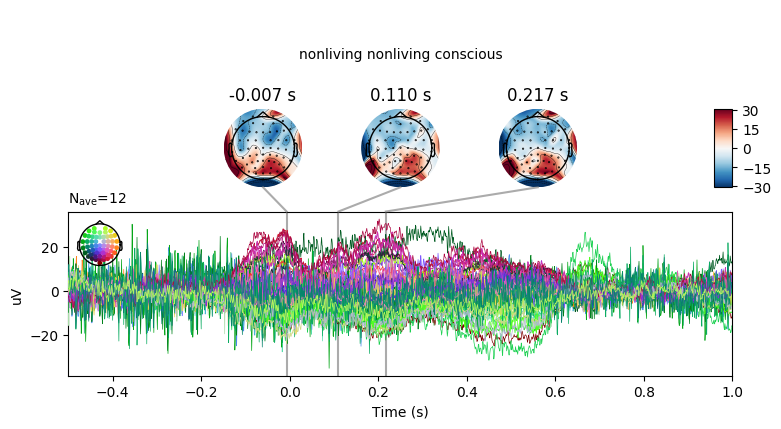 nonliving nonliving conscious
-0.007 s 0.110 s 0.217 s
30
15
0
−15
−30
Nave=12
20
0
−20
uV
−0.4 −0.2 0.0 0.2 0.4 0.6 0.8 1.0
Time (s)